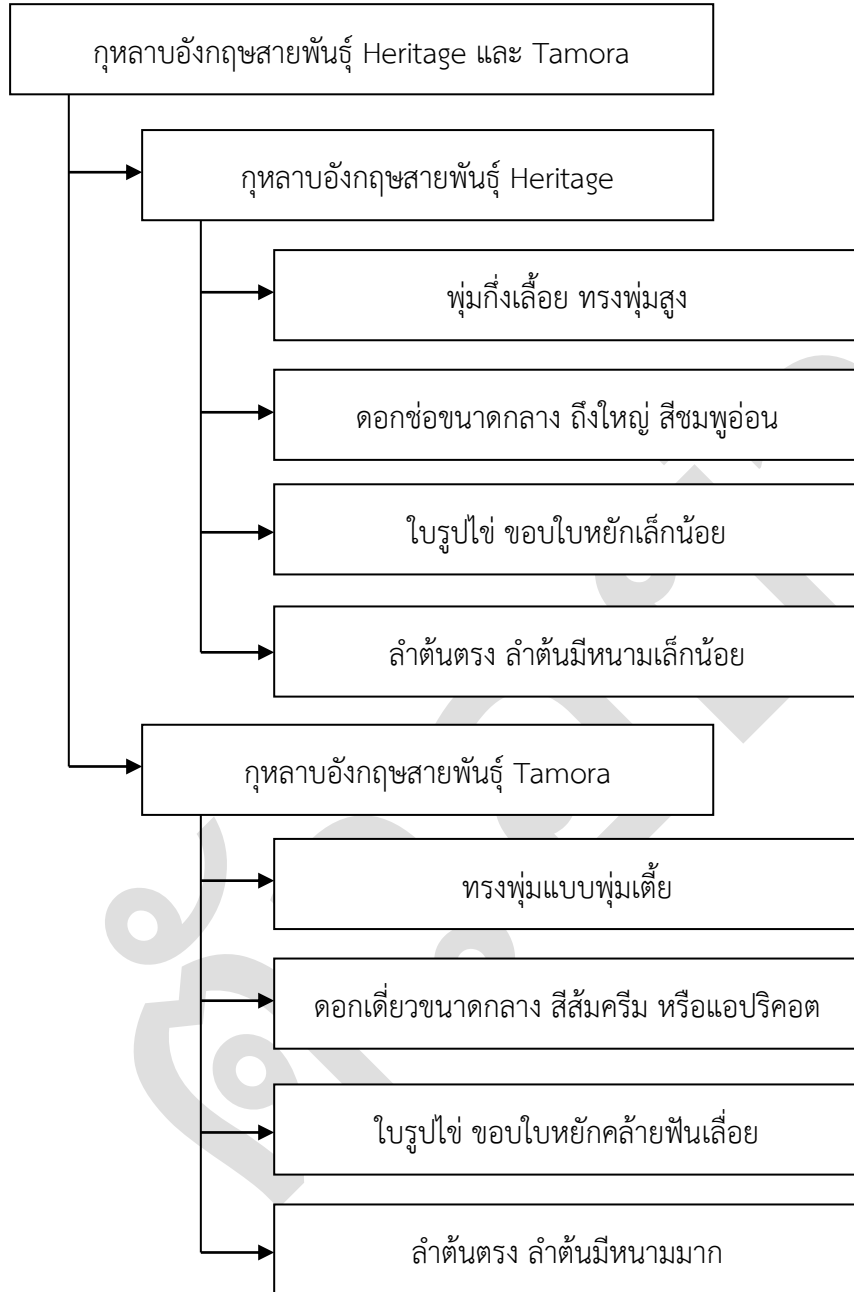 กุหลาบอังกฤษสายพันธุ์ Heritage และ Tamora
กุหลาบอังกฤษสายพันธุ์ Heritage
พุ่มกึ่งเลื้อย ทรงพุ่มสูง
ดอกช่อขนาดกลาง ถึงใหญ่ สีชมพูอ่อน
ใบรูปไข่ ขอบใบหยักเล็กน้อย
ลำต้นตรง ลำต้นมีหนามเล็กน้อย
กุหลาบอังกฤษสายพันธุ์ Tamora
ทรงพุ่มแบบพุ่มเตี้ย
ดอกเดี่ยวขนาดกลาง สีส้มครีม หรือแอปริคอต
ใบรูปไข่ ขอบใบหยักคล้ายฟันเลื่อย
ลำต้นตรง ลำต้นมีหนามมาก